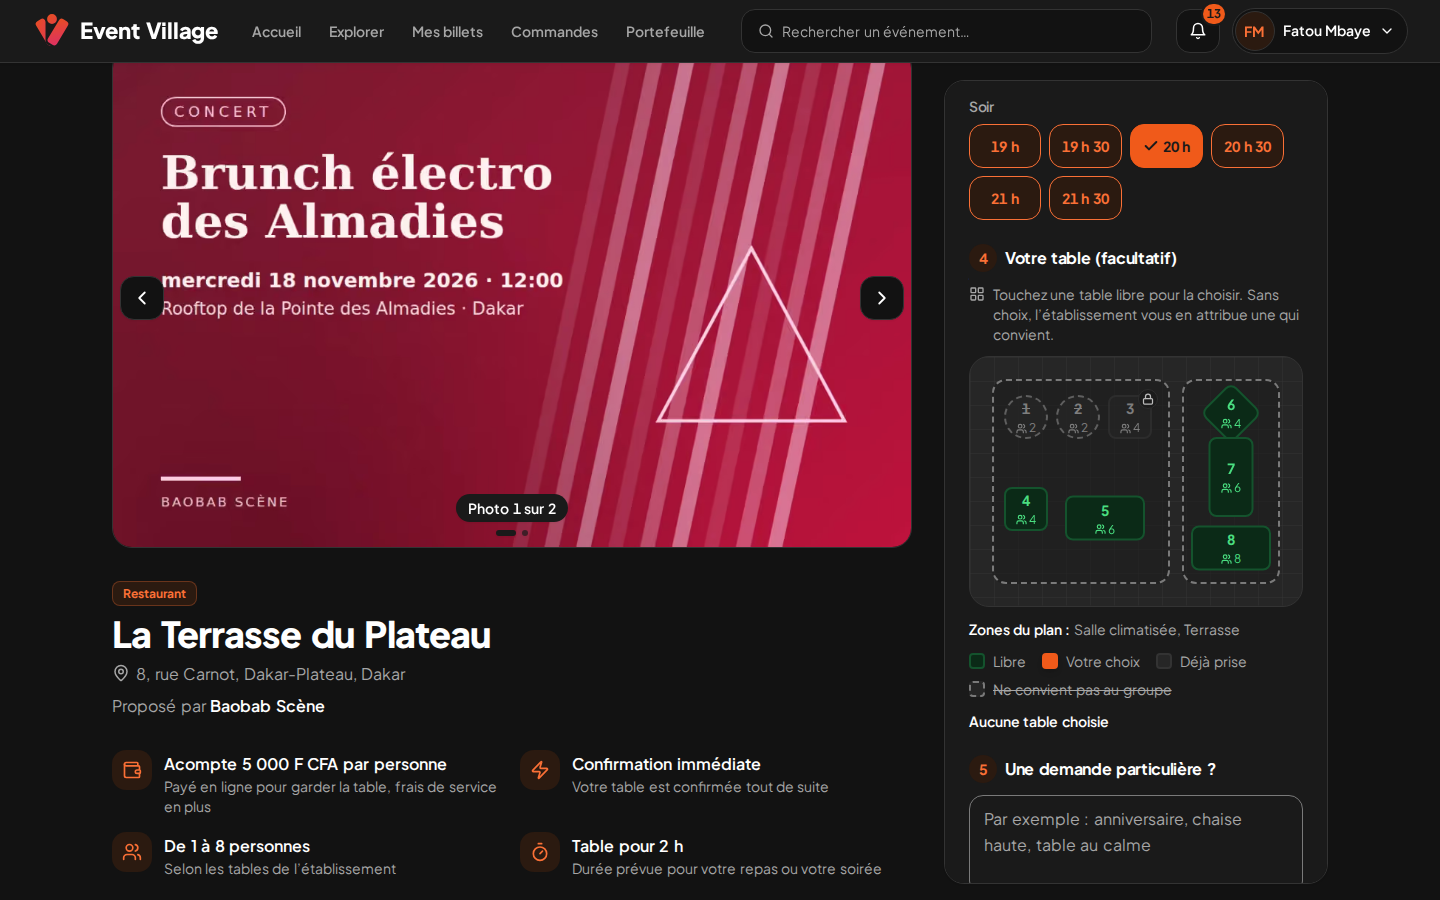 Event Village
Accueil
Explorer
Mes billets
Commandes
Portefeuille
Rechercher un événement...
13
FM
Fatou Mbaye
CONCERT
Brunch électro
des Almadies
mercredi 18 novembre 2026 · 12:00
Rooftop de la Pointe des Almadies · Dakar
BAOBAB SCÈNE
Photo 1 sur 2
Restaurant
La Terrasse du Plateau
8, rue Carnot, Dakar-Plateau, Dakar
Proposé par Baobab Scène
Acompte 5 000 F CFA par personne
Payé en ligne pour garder la table, frais de service
en plus
Confirmation immédiate
Votre table est confirmée tout de suite
De 1 à 8 personnes
Selon les tables de l'établissement
Table pour 2 h
Durée prévue pour votre repas ou votre soirée
Soir
19 h
19 h 30
20 h
20 h 30
21 h
21 h 30
4
Votre table (facultatif)
Touchez une table libre pour la choisir. Sans
choix, l'établissement vous en attribue une qui
convient.
1
2
2
2
3
4
6
4
7
6
4
4
5
6
8
8
Zones du plan : Salle climatisée, Terrasse
Libre
Votre choix
Déjà prise
Ne convient pas au groupe
Aucune table choisie
5
Une demande particulière ?
Par exemple : anniversaire, chaise
haute, table au calme